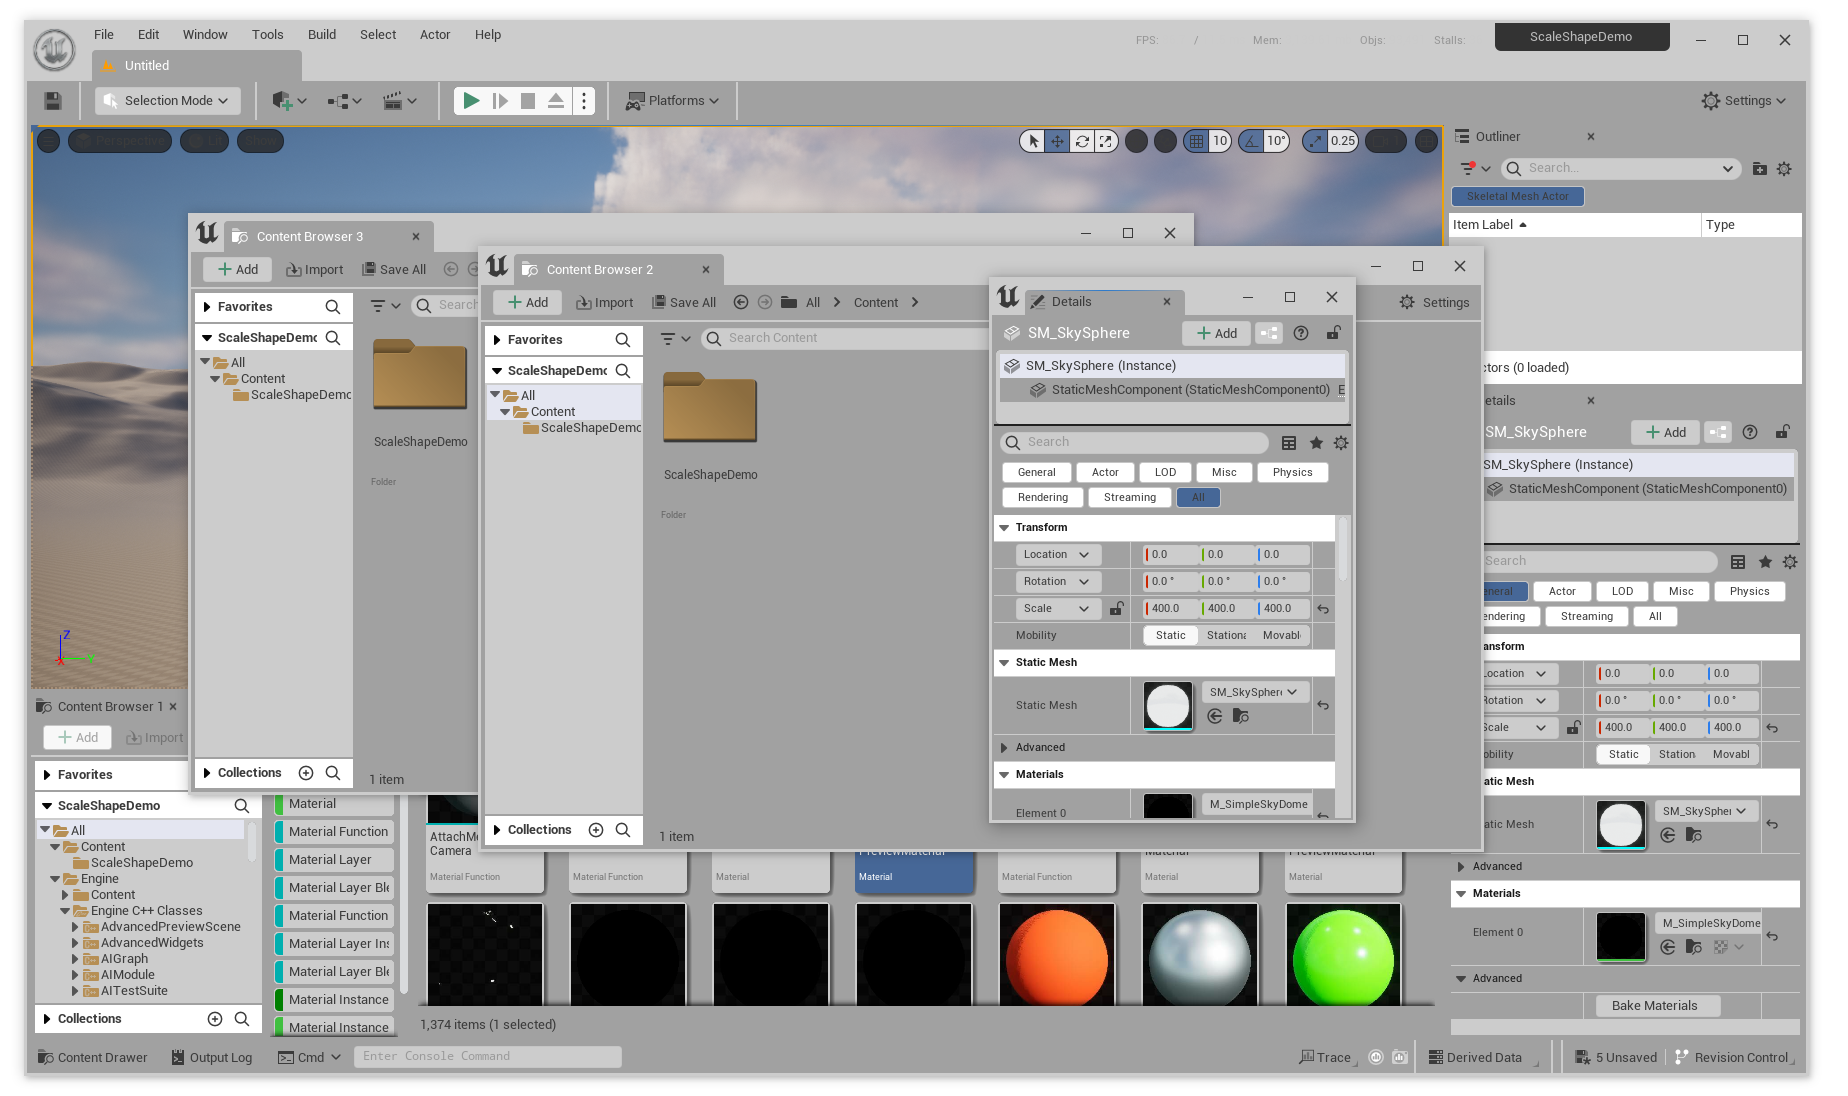 File Edit Window Tools Build Select Actor Help
FPS: / Mem: Objs: Stalls:
ScaleShapeDemo
Untitled
Selection Mode
Platforms
Settings
Perspective Lit Show
10 10° 0.25
Outliner
Search...
Skeletal Mesh Actor
Item Label Type
ctors (0 loaded)
Content Browser 3
Add Import Save All
Favorites
Search
ScaleShapeDemo
All
Content
ScaleShapeDemo
ScaleShapeDemo
Folder
Collections
1 item
Content Browser 2
Add Import Save All All Content Settings
Favorites
Search Content
ScaleShapeDemo
All
Content
ScaleShapeDemo
ScaleShapeDemo
Folder
Collections
1 item
Details
SM_SkySphere Add
SM_SkySphere (Instance)
StaticMeshComponent (StaticMeshComponent0) E
Search
General Actor LOD Misc Physics
Rendering Streaming All
Transform
Location 0.0 0.0 0.0
Rotation 0.0 ° 0.0 ° 0.0 °
Scale 400.0 400.0 400.0
Mobility Static Stationa Movabl
Static Mesh
Static Mesh SM_SkySphere
Advanced
Materials
Element 0 M_SimpleSkyDome
etails
SM_SkySphere Add
SM_SkySphere (Instance)
StaticMeshComponent (StaticMeshComponent0)
Search
eneral Actor LOD Misc Physics
endering Streaming All
ansform
Location 0.0 0.0 0.0
Rotation 0.0 ° 0.0 ° 0.0 °
Scale 400.0 400.0 400.0
bility Static Station Movabl
atic Mesh
atic Mesh SM_SkySpher
Advanced
Materials
Element 0 M_SimpleSkyDome
Advanced
Bake Materials
Z
Y
X
Content Browser 1
Add Import
Favorites
ScaleShapeDemo
All
Content
ScaleShapeDemo
Engine
Content
Engine C++ Classes
AdvancedPreviewScene
AdvancedWidgets
AIGraph
AIModule
AITestSuite
Collections
Material
Material Function
Material Layer
Material Layer Ble
Material Function
Material Layer Ins
Material Layer Ble
Material Instance
Material Instance
AttachMe
Camera
Material Function
Material Function
Material
PreviewMaterial
Material
Material Function
Material
Material
PreviewMaterial
Material
1,374 items (1 selected)
Content Drawer Output Log Cmd Enter Console Command
Trace Derived Data 5 Unsaved Revision Control